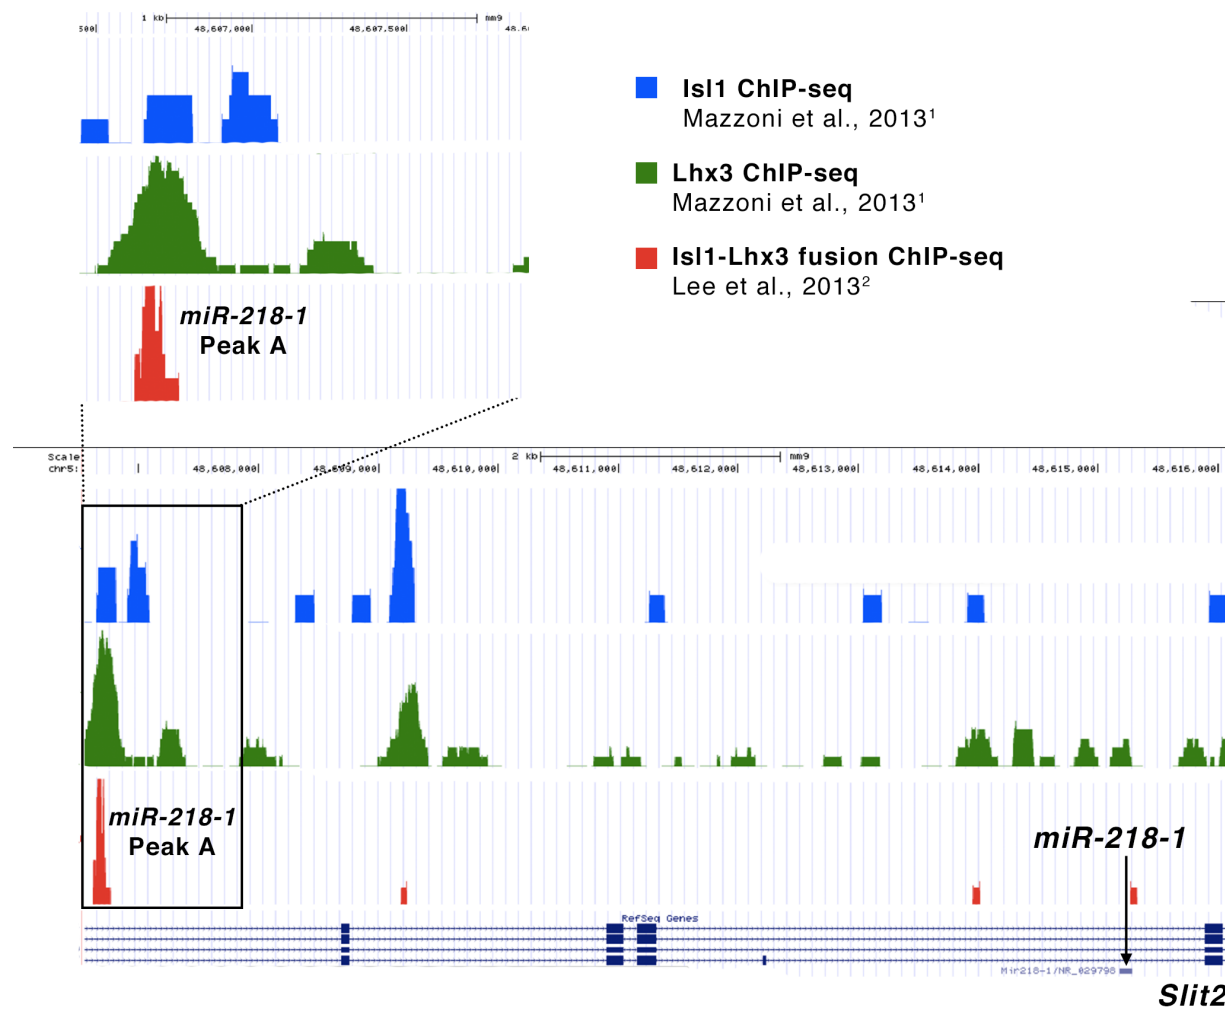 1 kb mm9
500| 48,607,000| 48,607,500|
Isl1 ChIP-seq
Mazzoni et al., 2013¹
Lhx3 ChIP-seq
Mazzoni et al., 2013¹
Isl1-Lhx3 fusion ChIP-seq
Lee et al., 2013²
miR-218-1
Peak A
Scale 2 kb mm9
chr5: | 48,608,000| 48,609,000| 48,610,000| 48,611,000| 48,612,000| 48,613,000| 48,614,000| 48,615,000| 48,616,000|
miR-218-1
Peak A
miR-218-1
RefSeq Genes
Mir218-1/NR_029798
Slit2